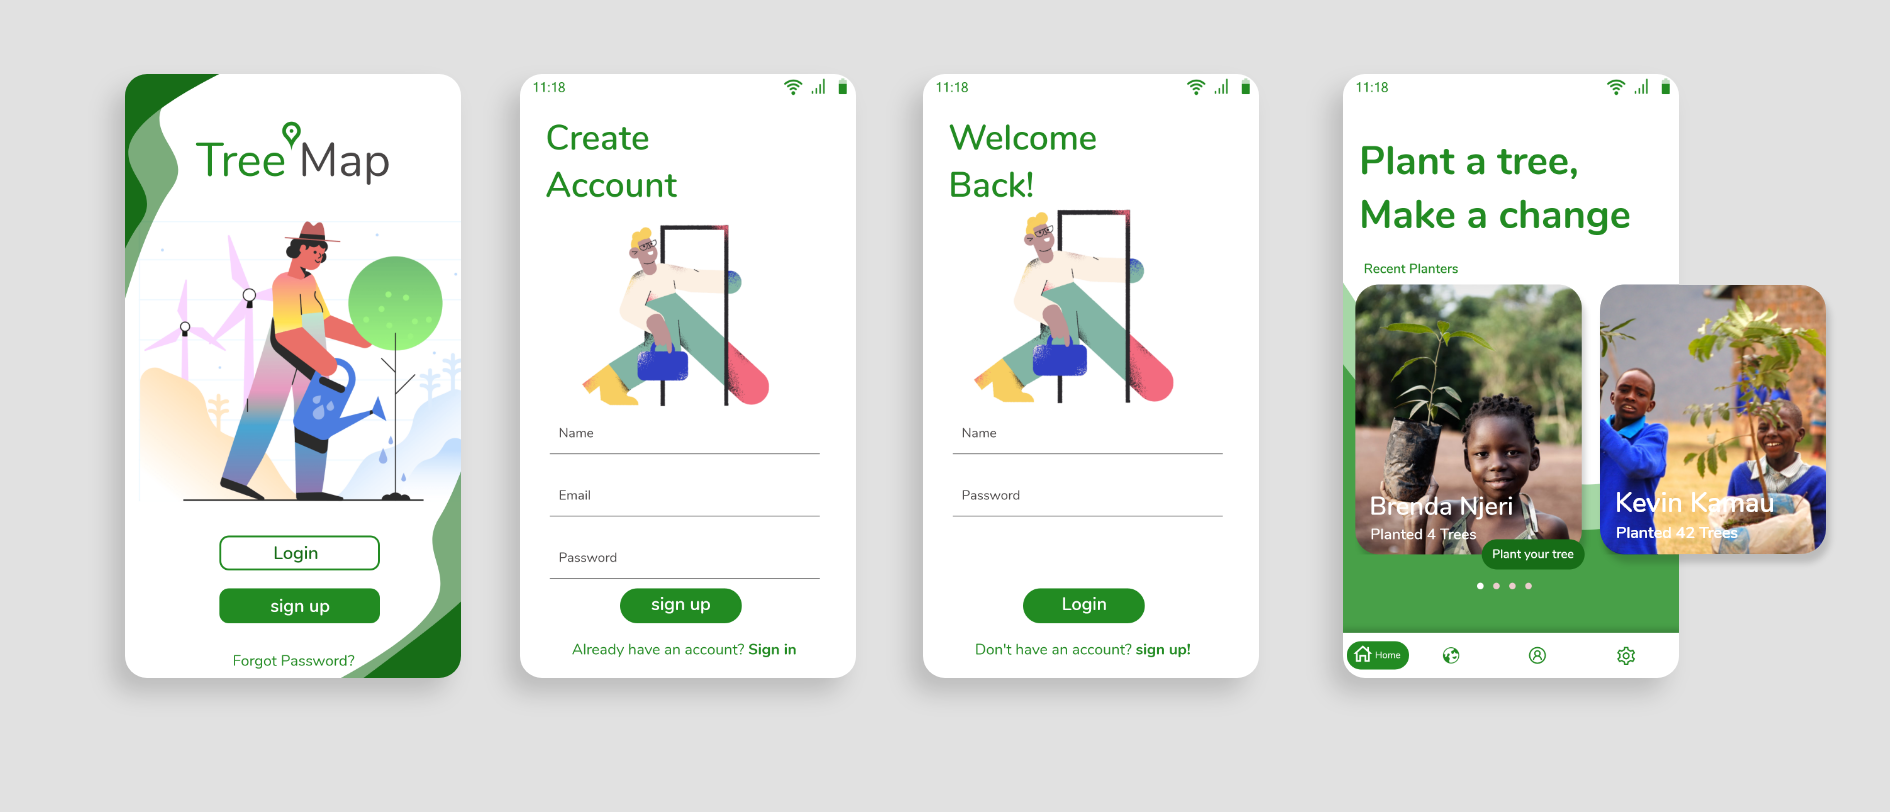 Tree Map
Login
sign up
Forgot Password?
11:18
Create
Account
Name
Email
Password
sign up
Already have an account? Sign in
11:18
Welcome
Back!
Name
Password
Login
Don't have an account? sign up!
11:18
Plant a tree,
Make a change
Recent Planters
Brenda Njeri
Planted 4 Trees
Plant your tree
Kevin Kamau
Planted 42 Trees
Home